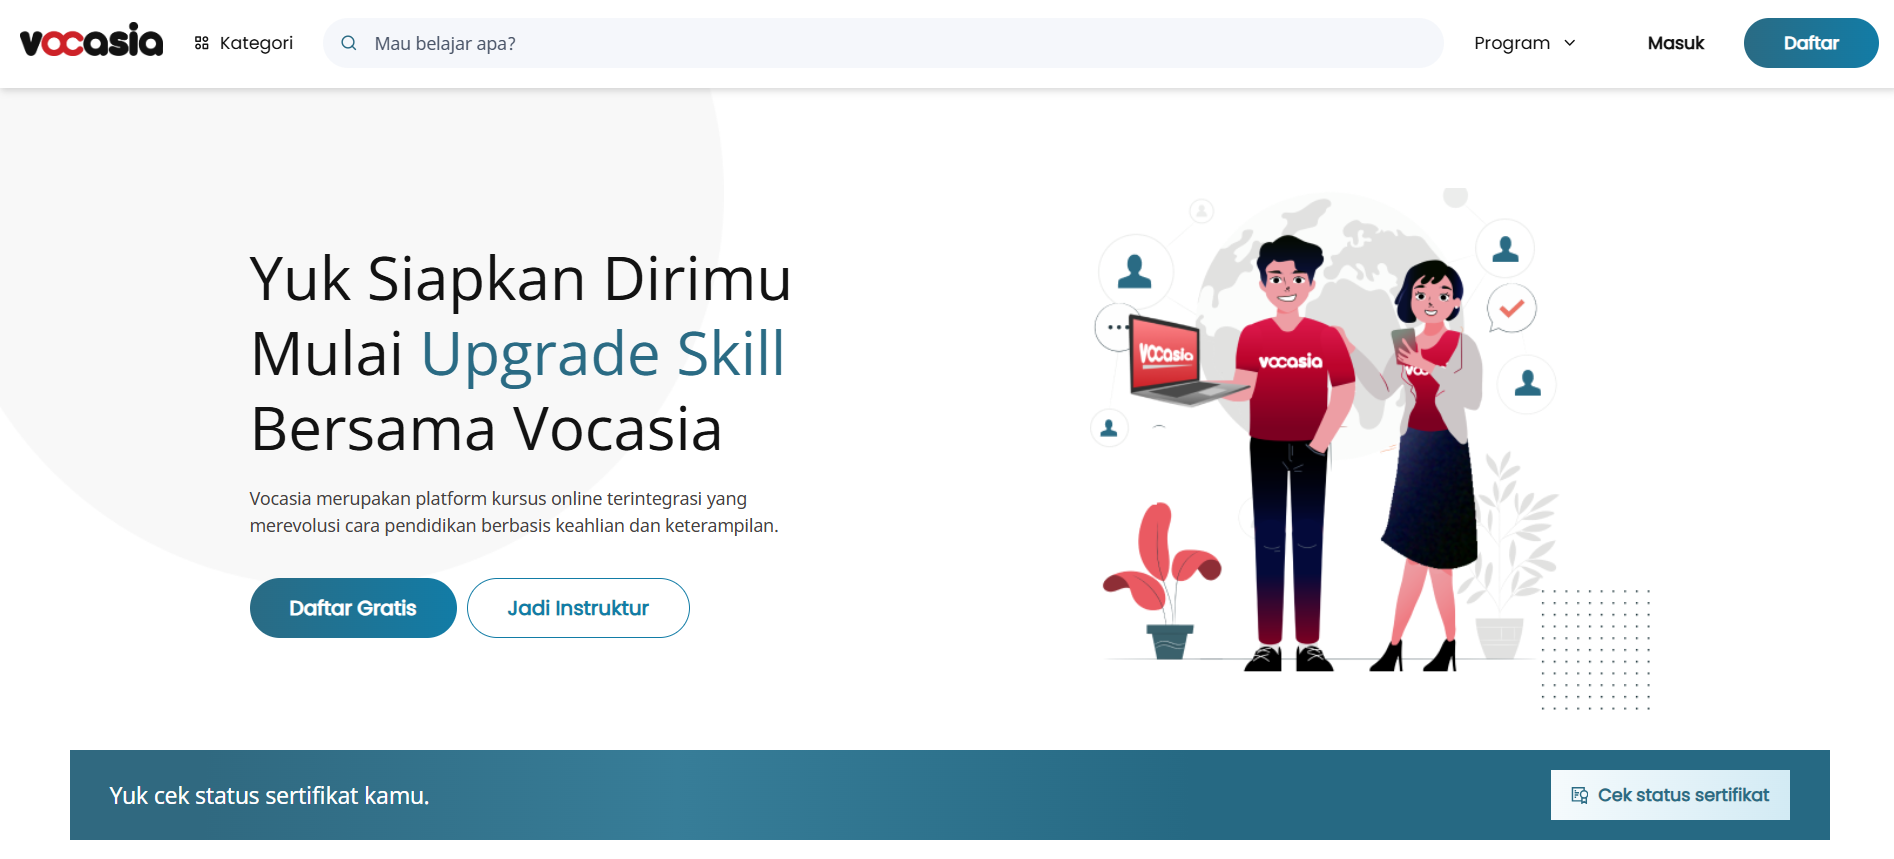 vocasia
Kategori
Mau belajar apa?
Program
Masuk
Daftar
Yuk Siapkan Dirimu
Mulai Upgrade Skill
Bersama Vocasia
Vocasia merupakan platform kursus online terintegrasi yang
merevolusi cara pendidikan berbasis keahlian dan keterampilan.
Daftar Gratis
Jadi Instruktur
vocasia
vocasia
Yuk cek status sertifikat kamu.
Cek status sertifikat